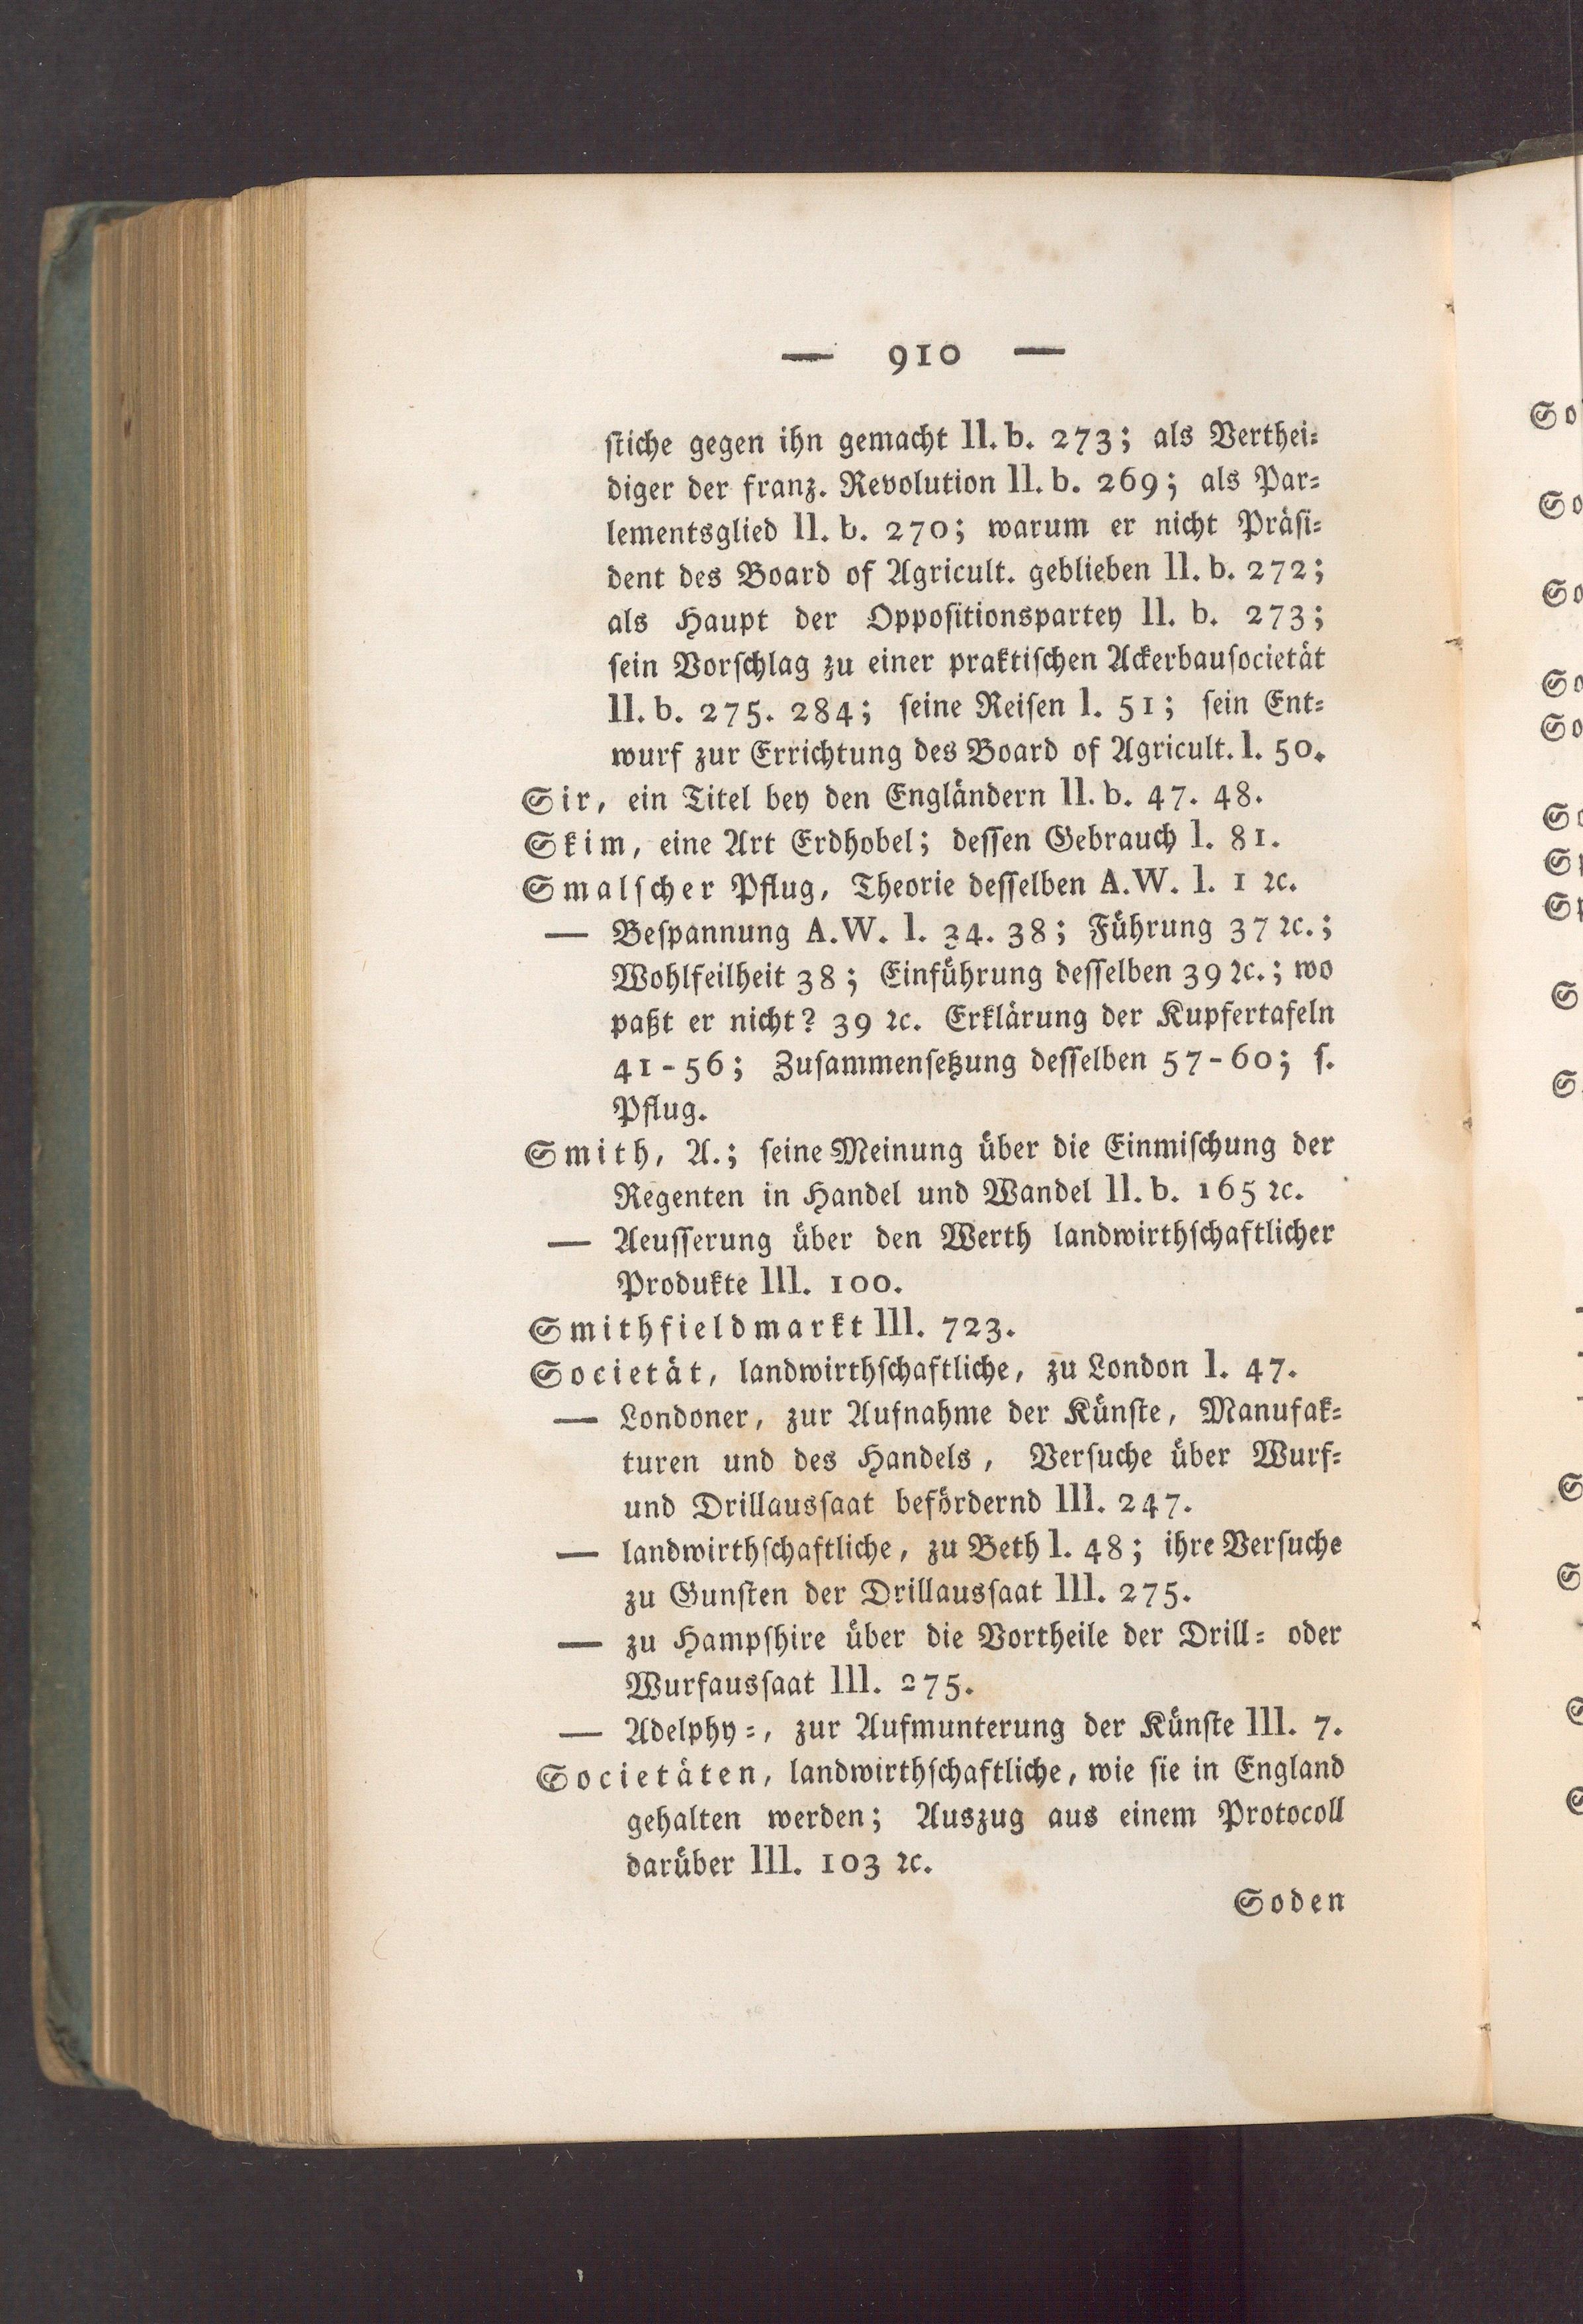 — 910 —
ſtiche gegen ihn gemacht II. b. 273; als Verthei⸗
diger der franz. Revolution II. b. 269; als Par⸗
lementsglied II. b. 270; warum er nicht Präſi⸗
dent des Board of Agricult. geblieben II. b. 272;
als Haupt der Oppoſitionspartey II. b. 273;
ſein Vorſchlag zu einer praktiſchen Ackerbauſocietät
II. b. 275. 284; ſeine Reiſen I. 51; ſein Ent⸗
wurf zur Errichtung des Board of Agricult. I. 50.
Sir, ein Titel bey den Engländern II. b. 47. 48.
Skim, eine Art Erdhobel; deſſen Gebrauch I. 81.
Smalſcher Pflug, Theorie deſſelben A. W. I. 1 ꝛc.
— Beſpannung A. W. I. 34. 38; Führung 37 ꝛc.;
Wohlfeilheit 38; Einführung deſſelben 39 ꝛc.; wo
paßt er nicht? 39 ꝛc. Erklärung der Kupfertafeln
41-56; Zuſammenſetzung deſſelben 57-60; ſ.
Pflug.
Smith, A.; ſeine Meinung über die Einmiſchung der
Regenten in Handel und Wandel II. b. 165 ꝛc.
— Aeuſſerung über den Werth landwirthſchaftlicher
Produkte III. 100.
Smithfieldmarkt III. 723.
Societät, landwirthſchaftliche, zu London I. 47.
— Londoner, zur Aufnahme der Künſte, Manufak⸗
turen und des Handels, Verſuche über Wurf⸗
und Drillausſaat befördernd III. 247.
— landwirthſchaftliche, zu Beth I. 48; ihre Verſuche
zu Gunſten der Drillausſaat III. 275.
— zu Hampſhire über die Vortheile der Drill⸗ oder
Wurfausſaat III. 275.
— Adelphy⸗, zur Aufmunterung der Künſte III. 7.
Societäten, landwirthſchaftliche, wie ſie in England
gehalten werden; Auszug aus einem Protocoll
darüber III. 103 ꝛc.
Soden